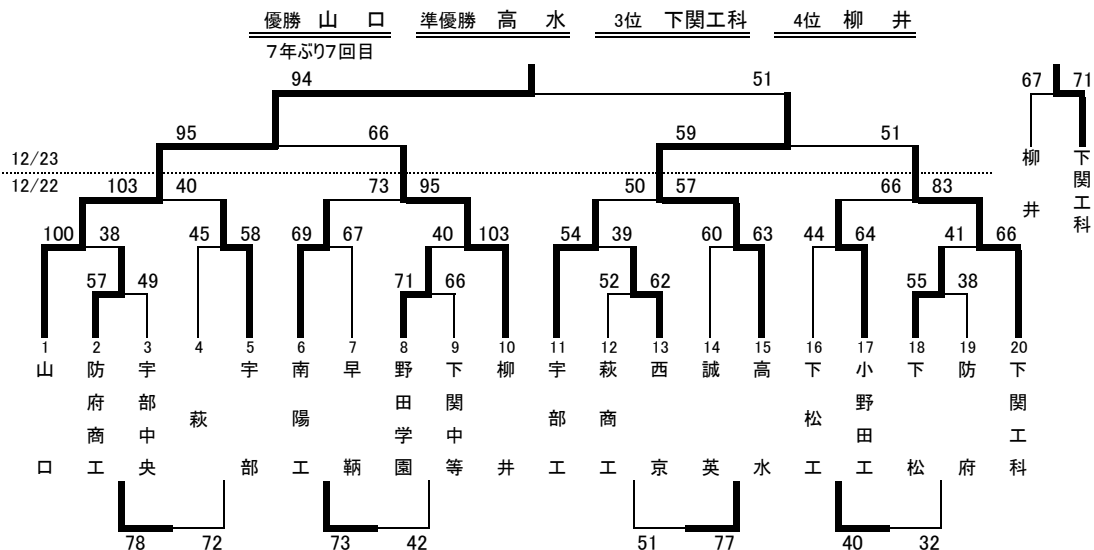 優勝 山 口 準優勝 高 水 3位 下関工科 4位 柳 井
7年ぶり7回目
94 51 67 71
95 66 59 51
12/23
柳井 下関工科
12/22
103 40 73 95 50 57 66 83
100 38 45 58 69 67 40 103 54 39 60 63 44 64 41 66
57 49 71 66 52 62 55 38
1 2 3 4 5 6 7 8 9 10 11 12 13 14 15 16 17 18 19 20
山口 防府商工 宇部中央 萩 宇部 南陽工 早鞆 野田学園 下関中等 柳井 宇部工 萩商工 西京 誠英 高水 下松工 小野田工 下松 防府 下関工科
78 72 73 42 51 77 40 32